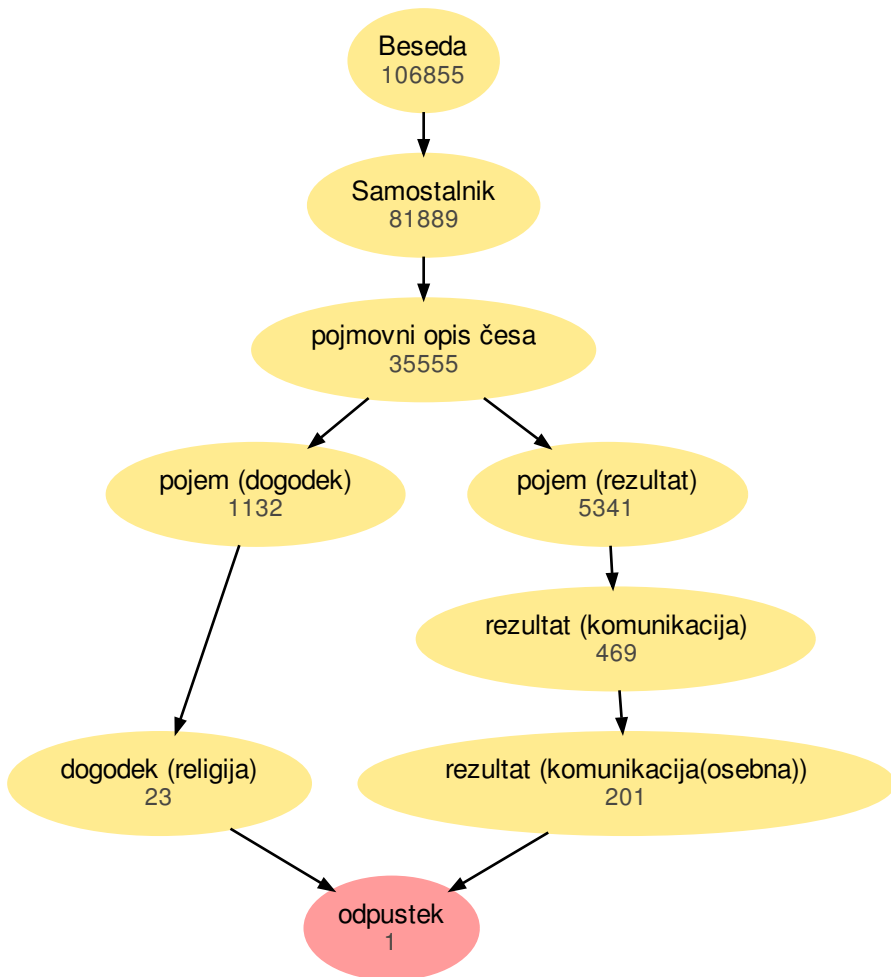 Beseda
106855
Samostalnik
81889
pojmovni opis česa
35555
pojem (dogodek)
1132
pojem (rezultat)
5341
rezultat (komunikacija)
469
dogodek (religija)
23
rezultat (komunikacija(osebna))
201
odpustek
1